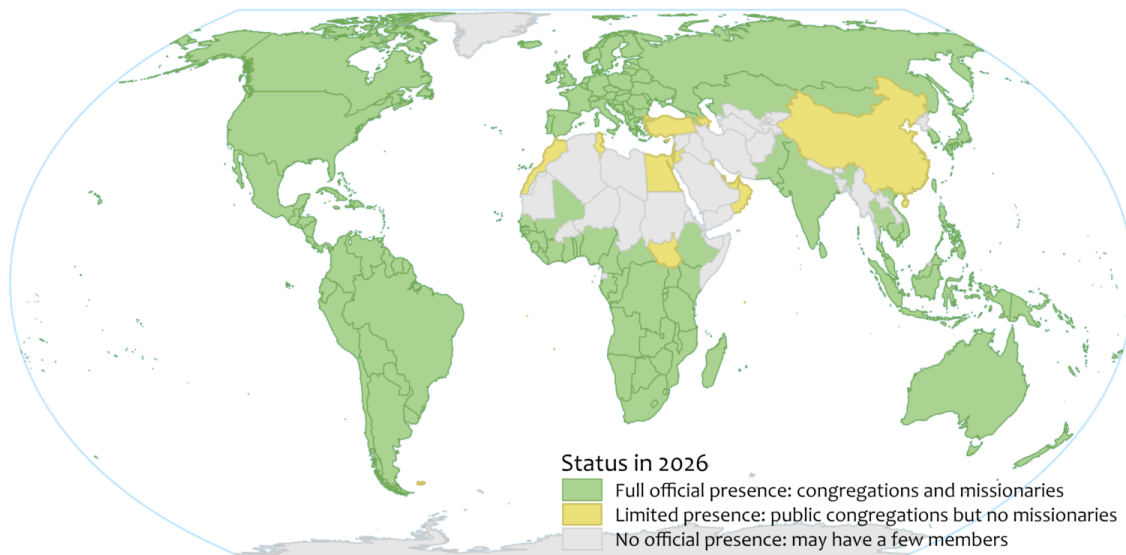 Status in 2026
Full official presence: congregations and missionaries
Limited presence: public congregations but no missionaries
No official presence: may have a few members